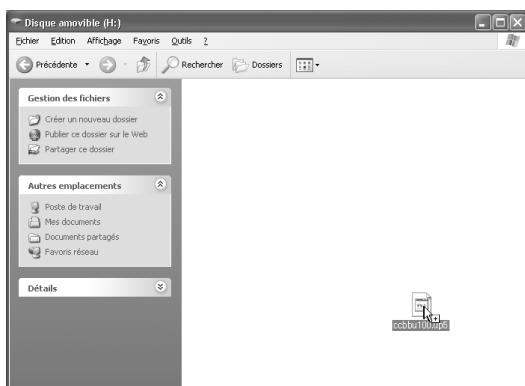 Disque amovible (H:)
Fichier Edition Affichage Favoris Outils ?
Précédente Rechercher Dossiers
Gestion des fichiers
Créer un nouveau dossier
Publier ce dossier sur le Web
Partager ce dossier
Autres emplacements
Poste de travail
Mes documents
Documents partagés
Favoris réseau
Détails
ccbbu100.up6